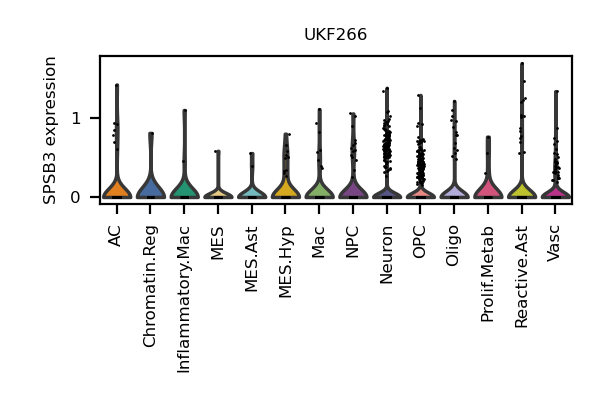 UKF266
SPSB3 expression
1
0
AC
Chromatin.Reg
Inflammatory.Mac
MES
MES.Ast
MES.Hyp
Mac
NPC
Neuron
OPC
Oligo
Prolif.Metab
Reactive.Ast
Vasc